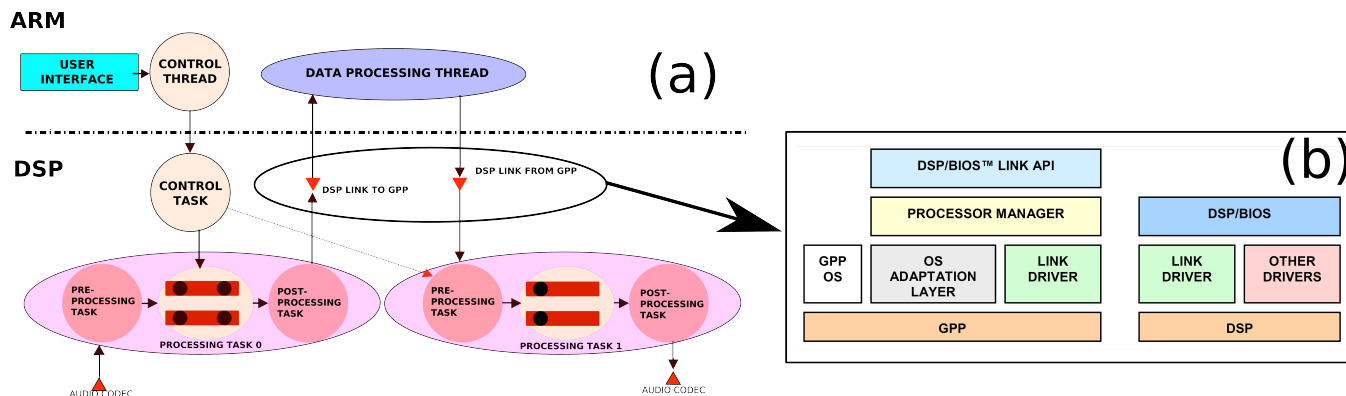 ARM
USER
INTERFACE
CONTROL
THREAD
DATA PROCESSING THREAD
(a)
DSP
CONTROL
TASK
DSP LINK TO GPP
DSP LINK FROM GPP
PRE-
PROCESSING
TASK
POST-
PROCESSING
TASK
PROCESSING TASK 0
AUDIO CODEC
PRE-
PROCESSING
TASK
POST-
PROCESSING
TASK
PROCESSING TASK 1
AUDIO CODEC
(b)
DSP/BIOS™ LINK API
PROCESSOR MANAGER
DSP/BIOS
GPP
OS
OS
ADAPTATION
LAYER
LINK
DRIVER
LINK
DRIVER
OTHER
DRIVERS
GPP
DSP